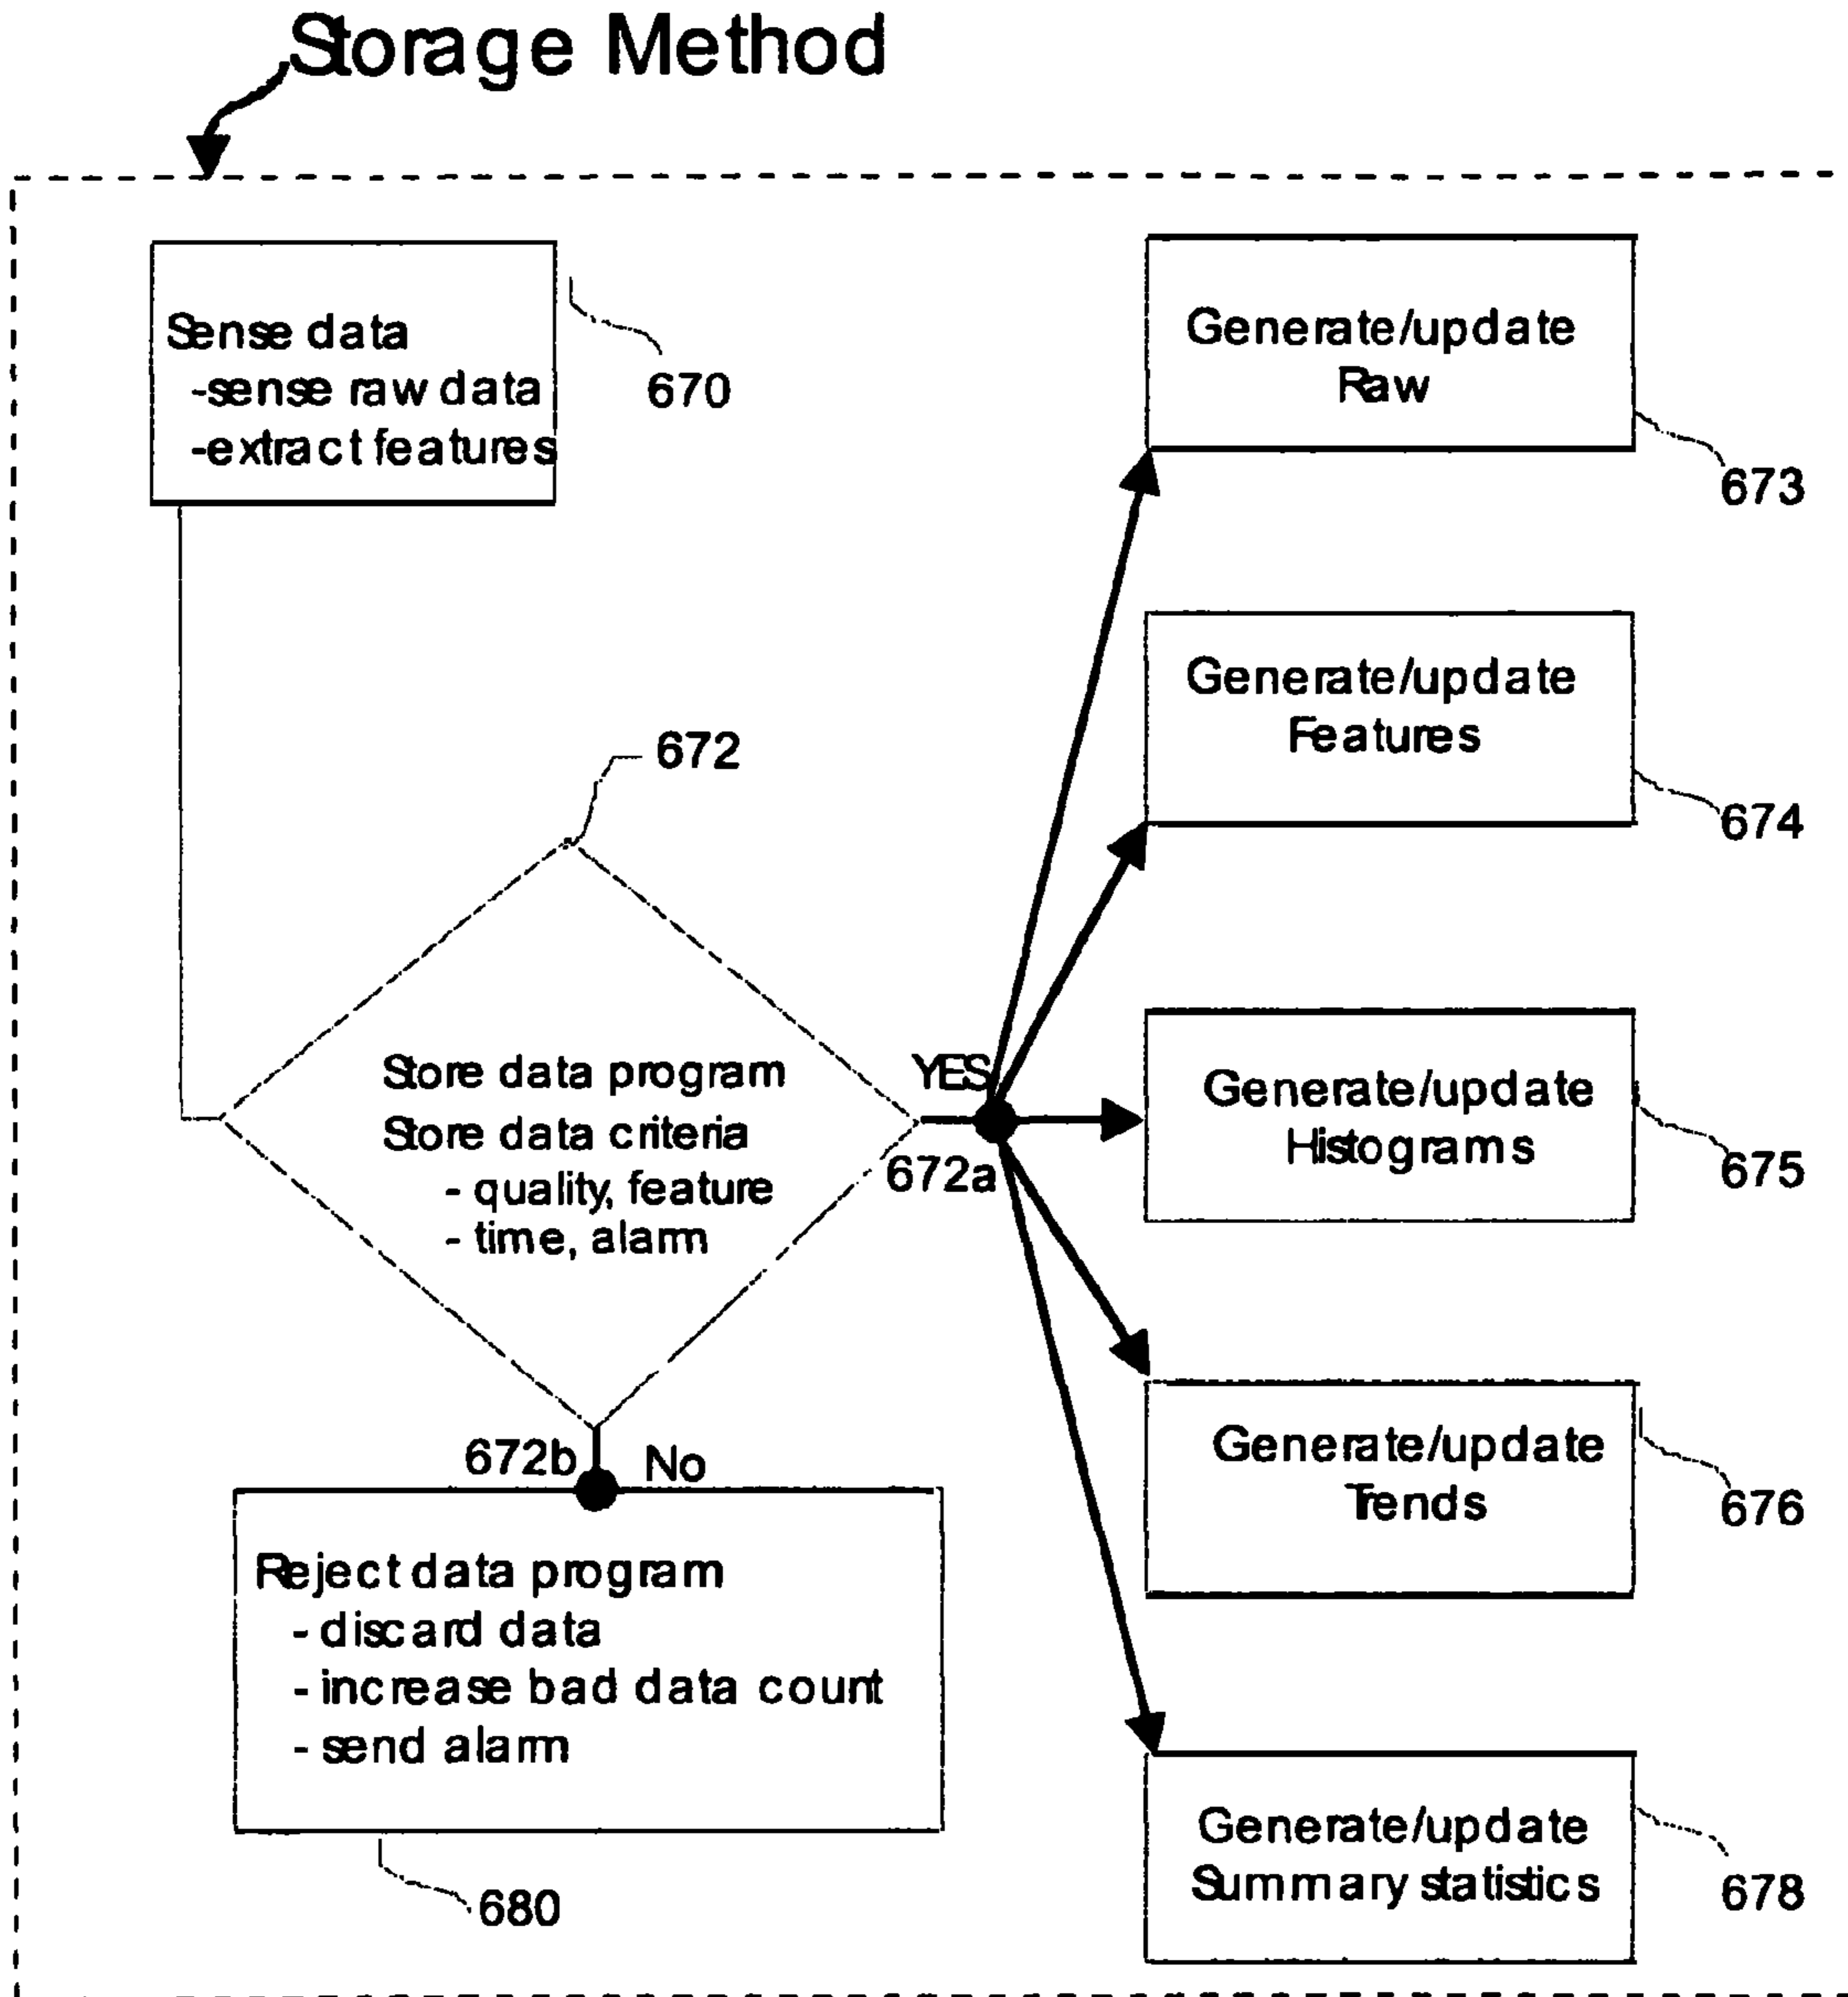 Storage Method
Sense data
-sense raw data
-extract features
670
672
Store data program
Store data criteria
- quality, feature
- time, alarm
YES
672a
672b
No
Reject data program
- discard data
- increase bad data count
- send alarm
680
Generate/update
Raw
673
Generate/update
Features
674
Generate/update
Histograms
675
Generate/update
Trends
676
Generate/update
Summary statistics
678